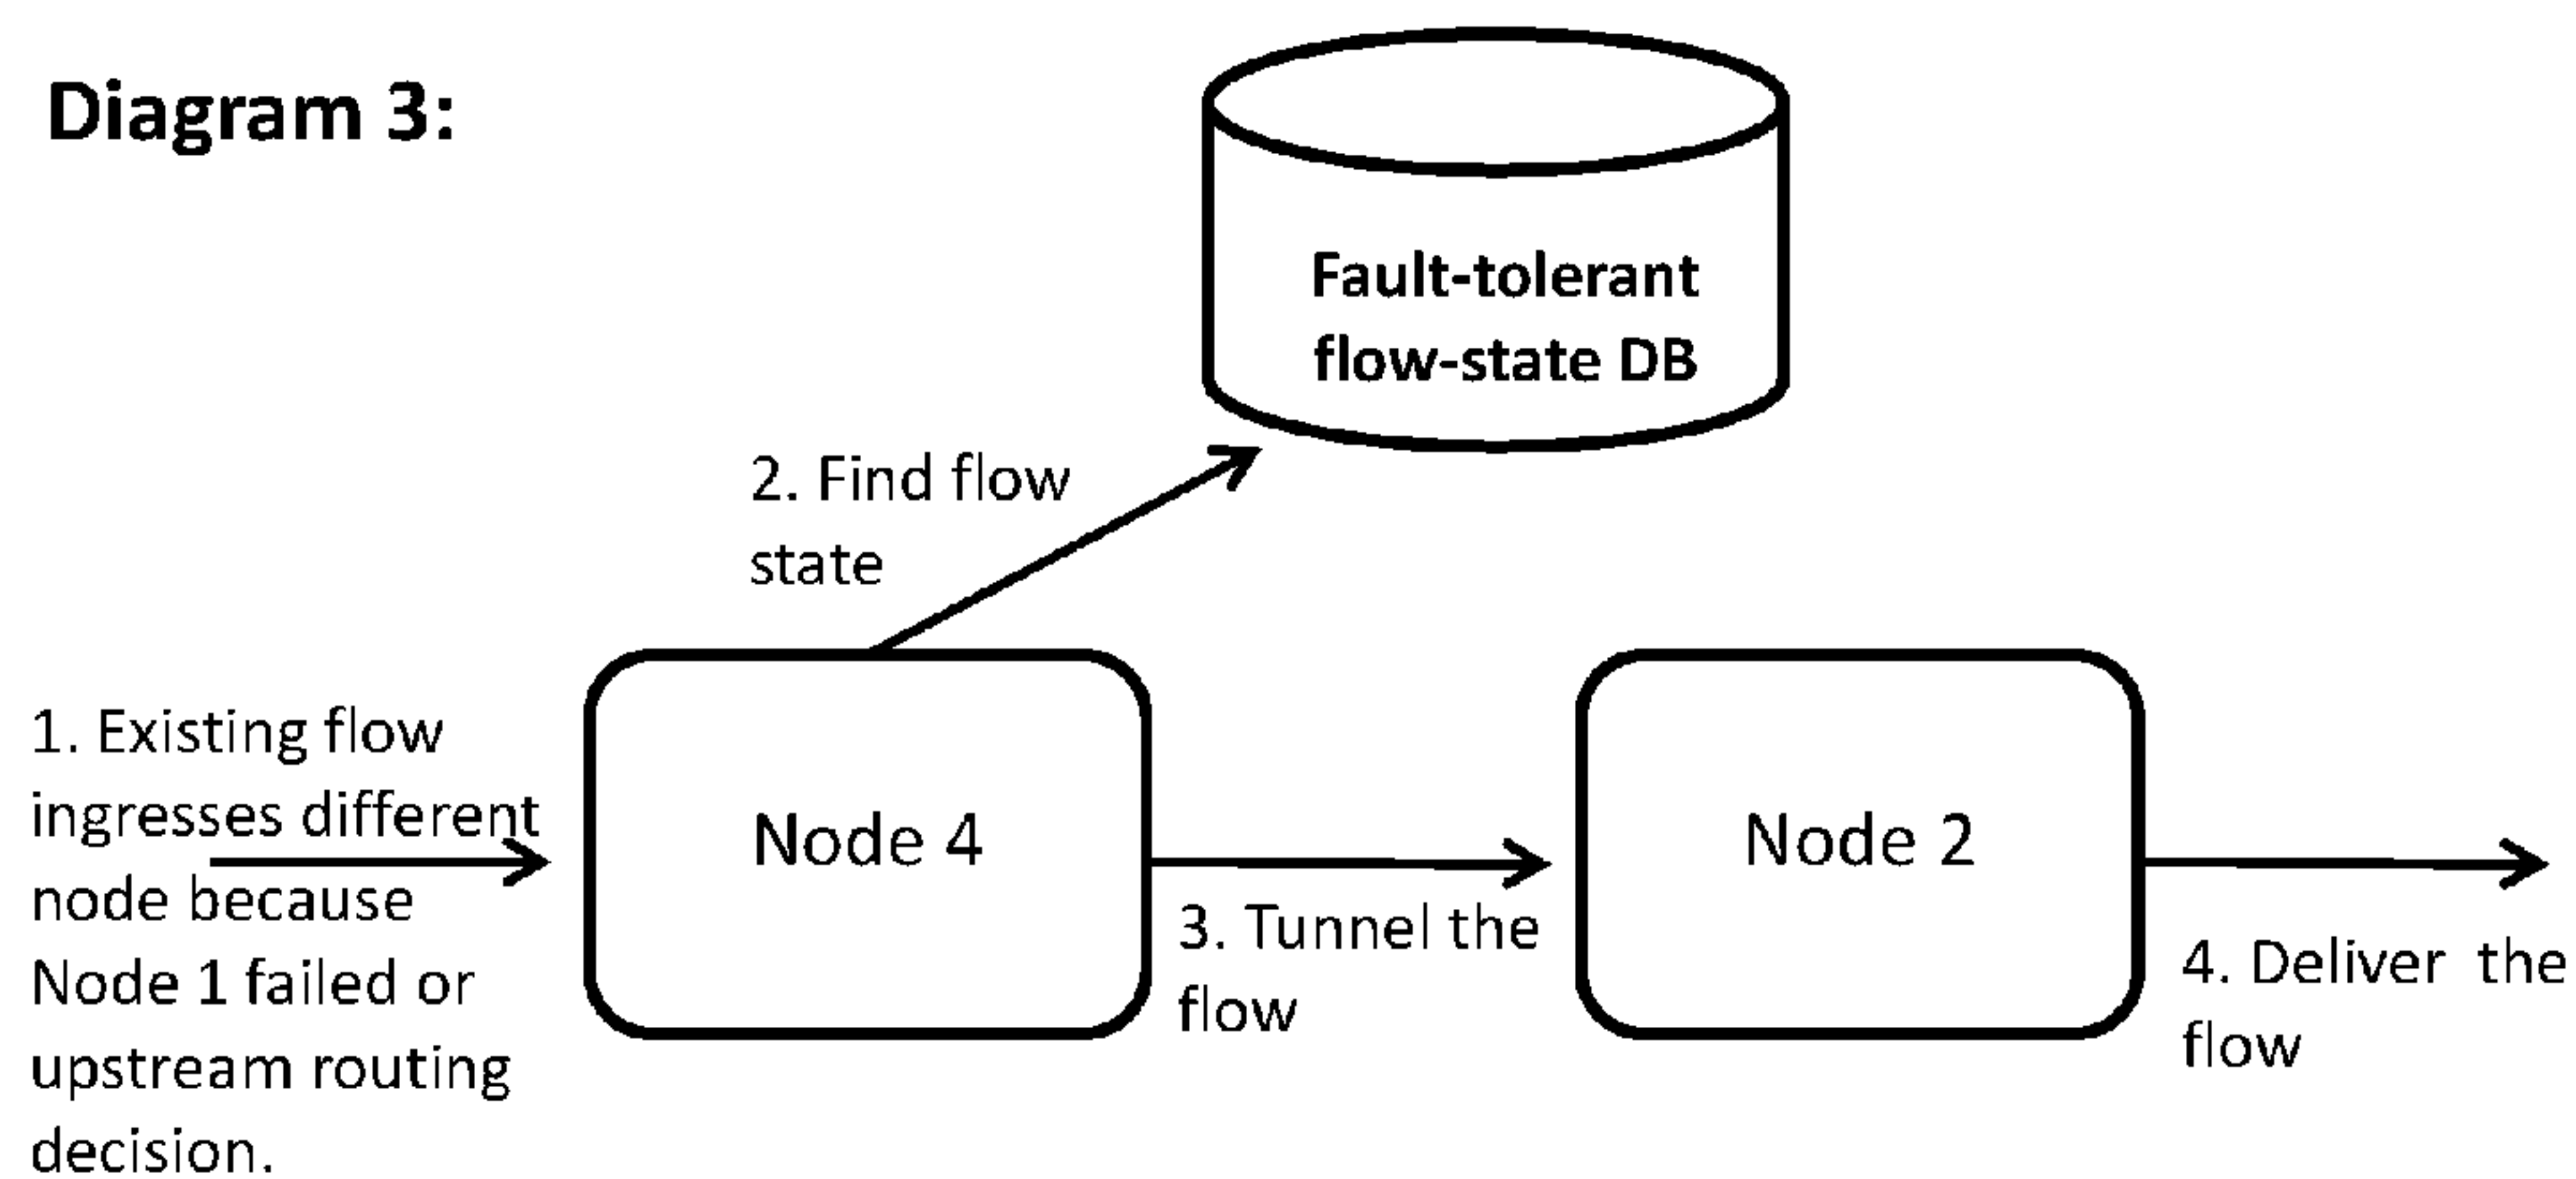 Diagram 3:
Fault-tolerant
flow-state DB
2. Find flow
state
1. Existing flow
ingresses different
node because
Node 1 failed or
upstream routing
decision.
Node 4
3. Tunnel the
flow
Node 2
4. Deliver the
flow